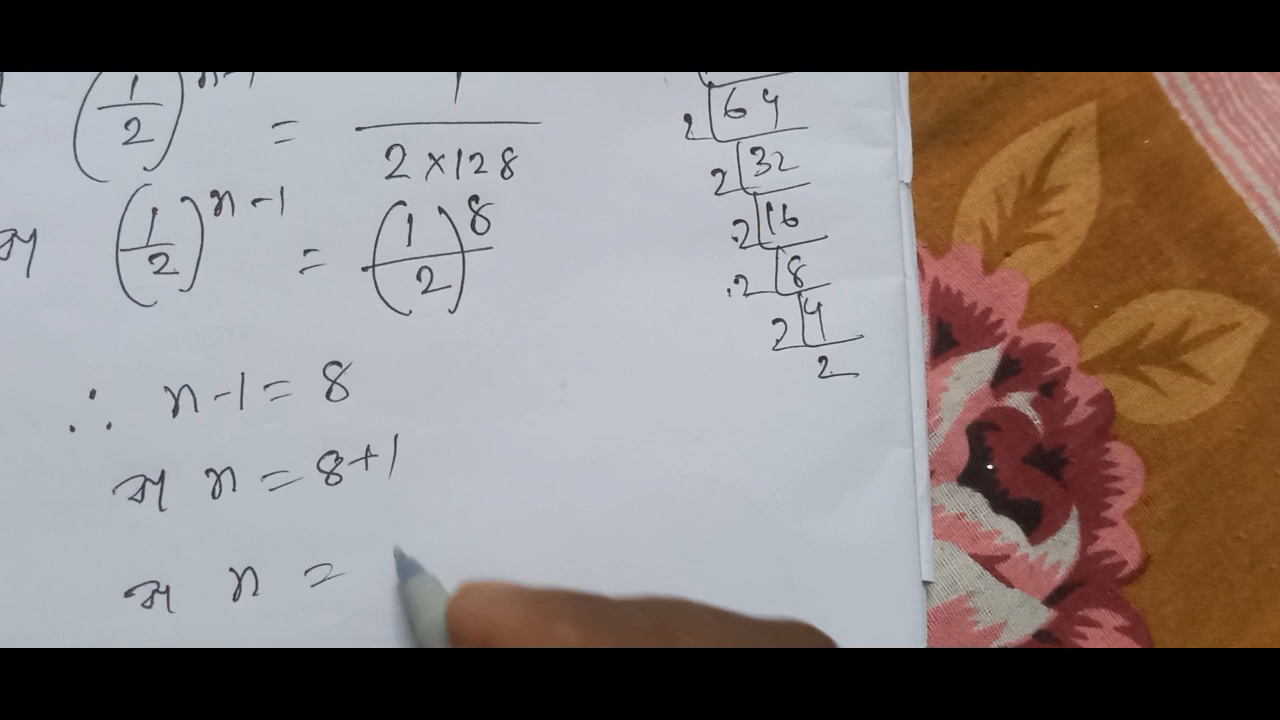 (1/2)^n-1 = 1/(2×128)
(1/2)^n-1 = (1/2)^8
∴ n-1 = 8
বা n = 8+1
বা n =
2 64
2 32
2 16
2 8
2 4
2